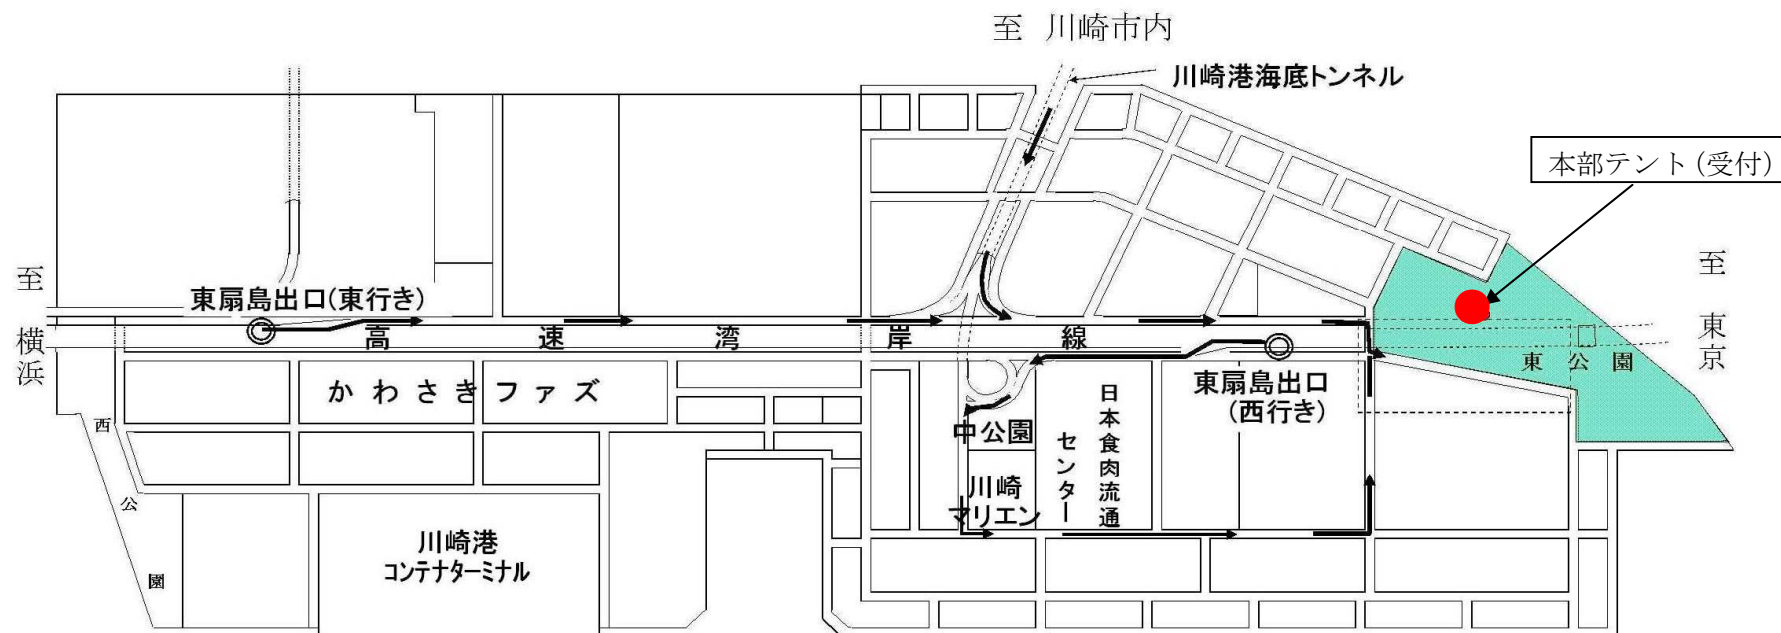 至 川崎市内
川崎港海底トンネル
本部テント(受付)
至 横浜
至 東京
東扇島出口(東行き)
高速湾岸線
東公園
かわさきファズ
東扇島出口
(西行き)
日本食肉流通
センター
中公園
西公園
川崎
マリエン
川崎港
コンテナターミナル